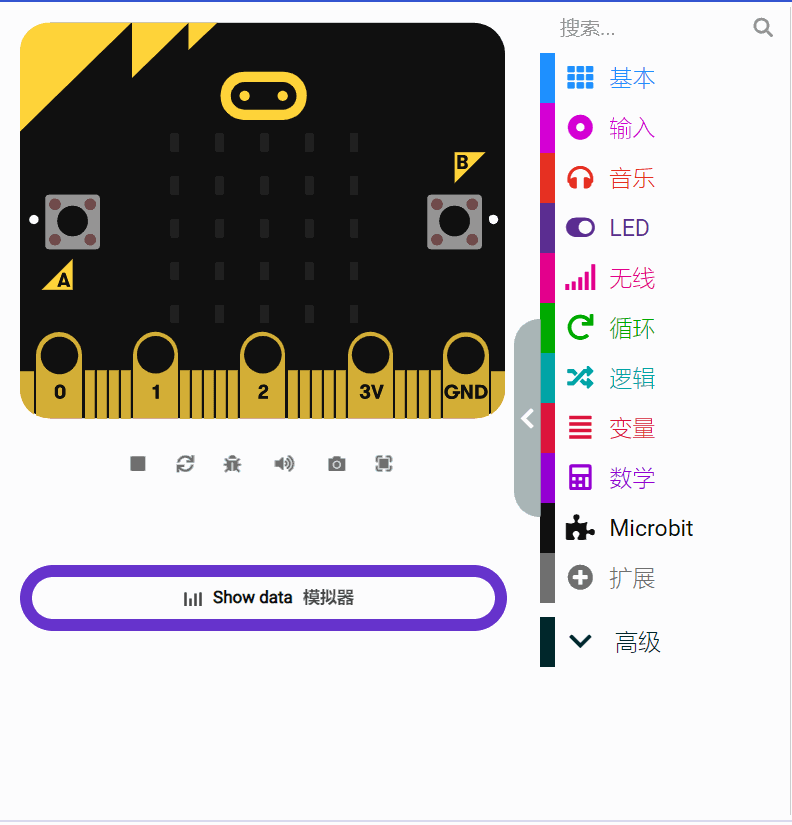 B
A
0
1
2
3V
GND
Show data 模拟器
搜索...
基本
输入
音乐
LED
无线
循环
逻辑
变量
数学
Microbit
扩展
高级